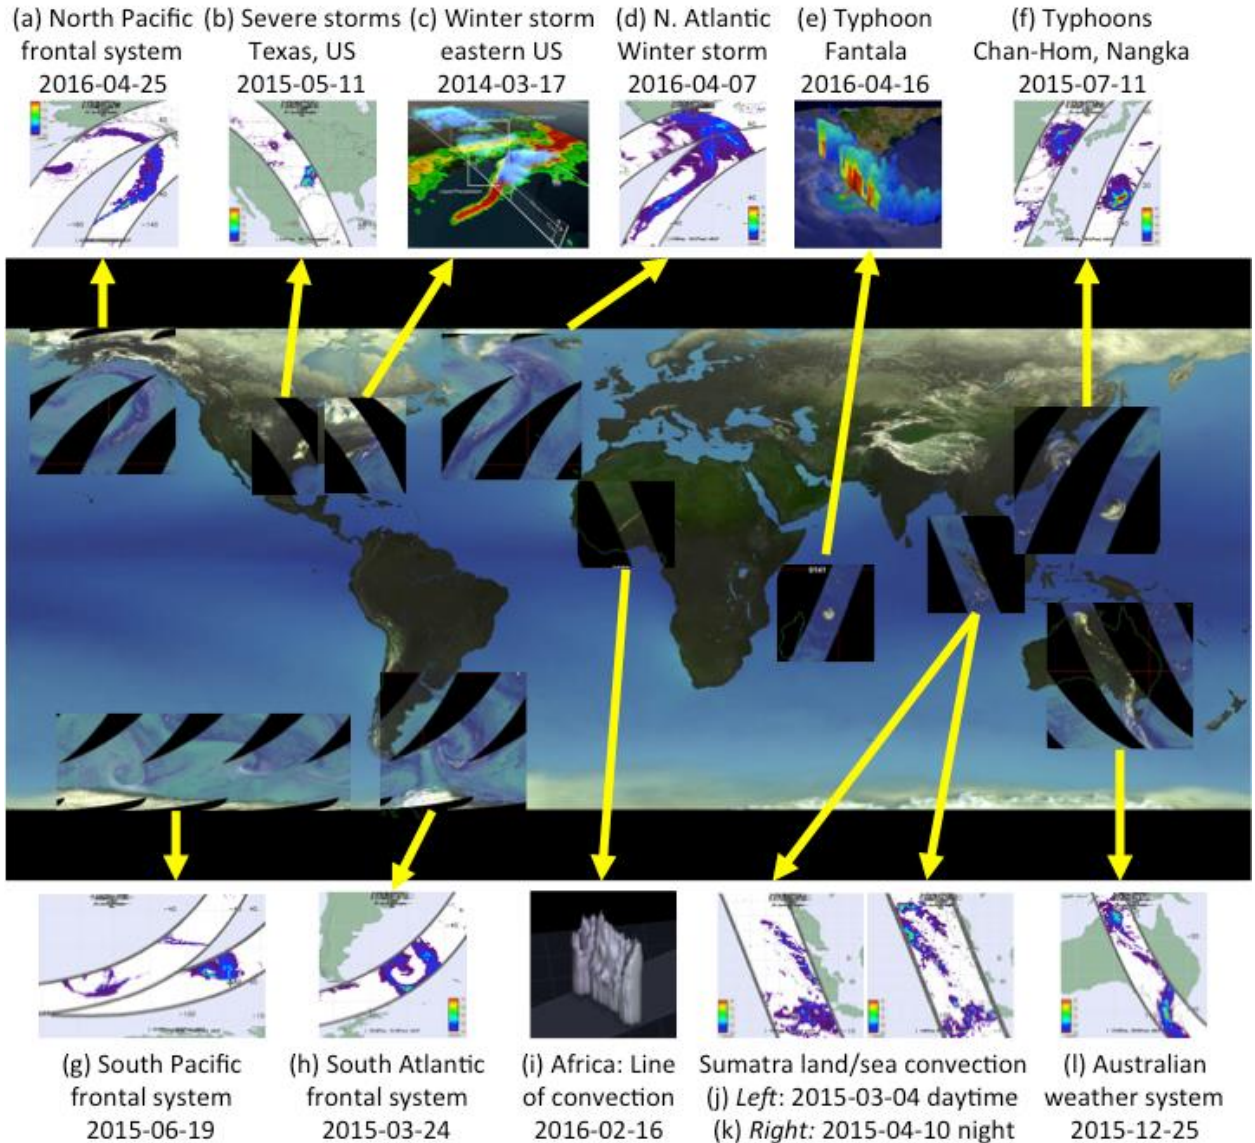 (a) North Pacific
frontal system
2016-04-25
(b) Severe storms
Texas, US
2015-05-11
(c) Winter storm
eastern US
2014-03-17
(d) N. Atlantic
Winter storm
2016-04-07
(e) Typhoon
Fantala
2016-04-16
(f) Typhoons
Chan-Hom, Nangka
2015-07-11
(g) South Pacific
frontal system
2015-06-19
(h) South Atlantic
frontal system
2015-03-24
(i) Africa: Line
of convection
2016-02-16
Sumatra land/sea convection
(j) Left: 2015-03-04 daytime
(k) Right: 2015-04-10 night
(l) Australian
weather system
2015-12-25